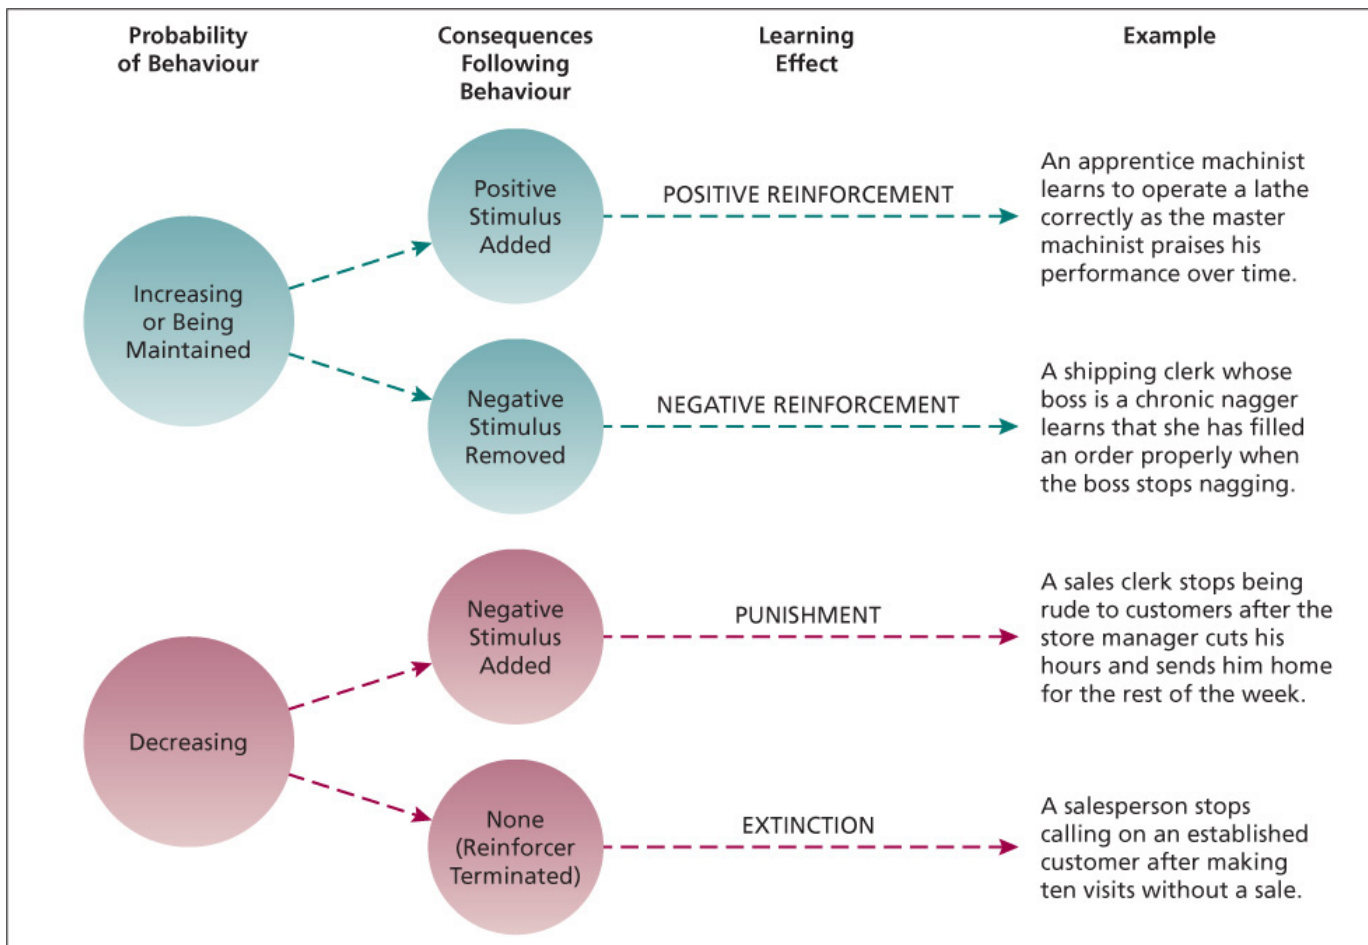 Probability
of Behaviour
Consequences
Following
Behaviour
Learning
Effect
Example
Increasing
or Being
Maintained
Positive
Stimulus
Added
POSITIVE REINFORCEMENT
An apprentice machinist
learns to operate a lathe
correctly as the master
machinist praises his
performance over time.
Negative
Stimulus
Removed
NEGATIVE REINFORCEMENT
A shipping clerk whose
boss is a chronic nagger
learns that she has filled
an order properly when
the boss stops nagging.
Decreasing
Negative
Stimulus
Added
PUNISHMENT
A sales clerk stops being
rude to customers after the
store manager cuts his
hours and sends him home
for the rest of the week.
None
(Reinforcer
Terminated)
EXTINCTION
A salesperson stops
calling on an established
customer after making
ten visits without a sale.